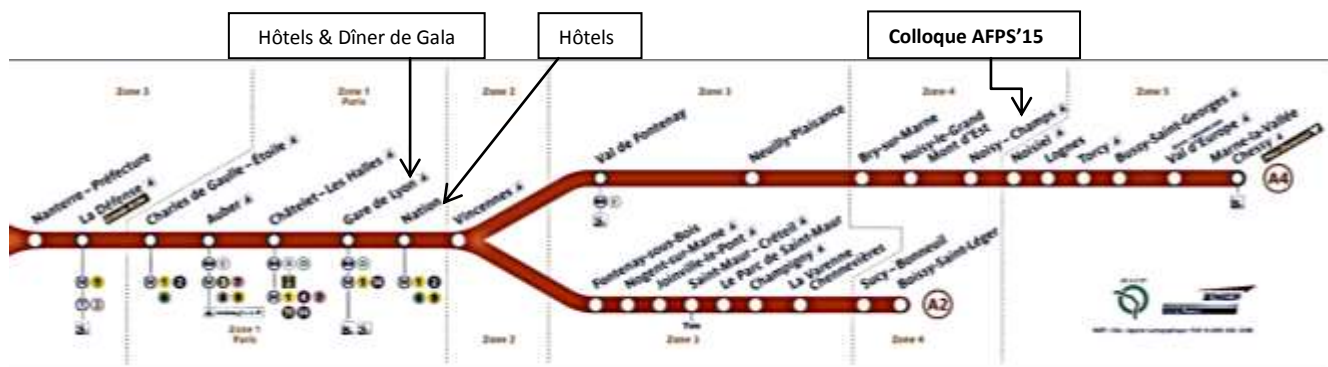 Hôtels & Dîner de Gala
Hôtels
Colloque AFPS'15
Zone 3
Zone 1
Paris
Zone 2
Zone 3
Zone 4
Zone 5
Nanterre – Préfecture
La Défense
Charles de Gaulle – Étoile
Auber
Châtelet – Les Halles
Gare de Lyon
Nation
Vincennes
Val de Fontenay
Neuilly-Plaisance
Bry-sur-Marne
Noisy-le-Grand
Mont d'Est
Noisy – Champs
Noisiel
Lognes
Torcy
Bussy-Saint-Georges
Val d'Europe
Marne-la-Vallée
Chessy
A4
Fontenay-sous-Bois
Nogent-sur-Marne
Joinville-le-Pont
Saint-Maur – Créteil
Le Parc de Saint-Maur
Champigny
La Varenne
Chennevières
Sucy – Bonneuil
Boissy-Saint-Léger
A2
Zone 1
Paris
Zone 2
Zone 3
Zone 4
RATP
SNCF